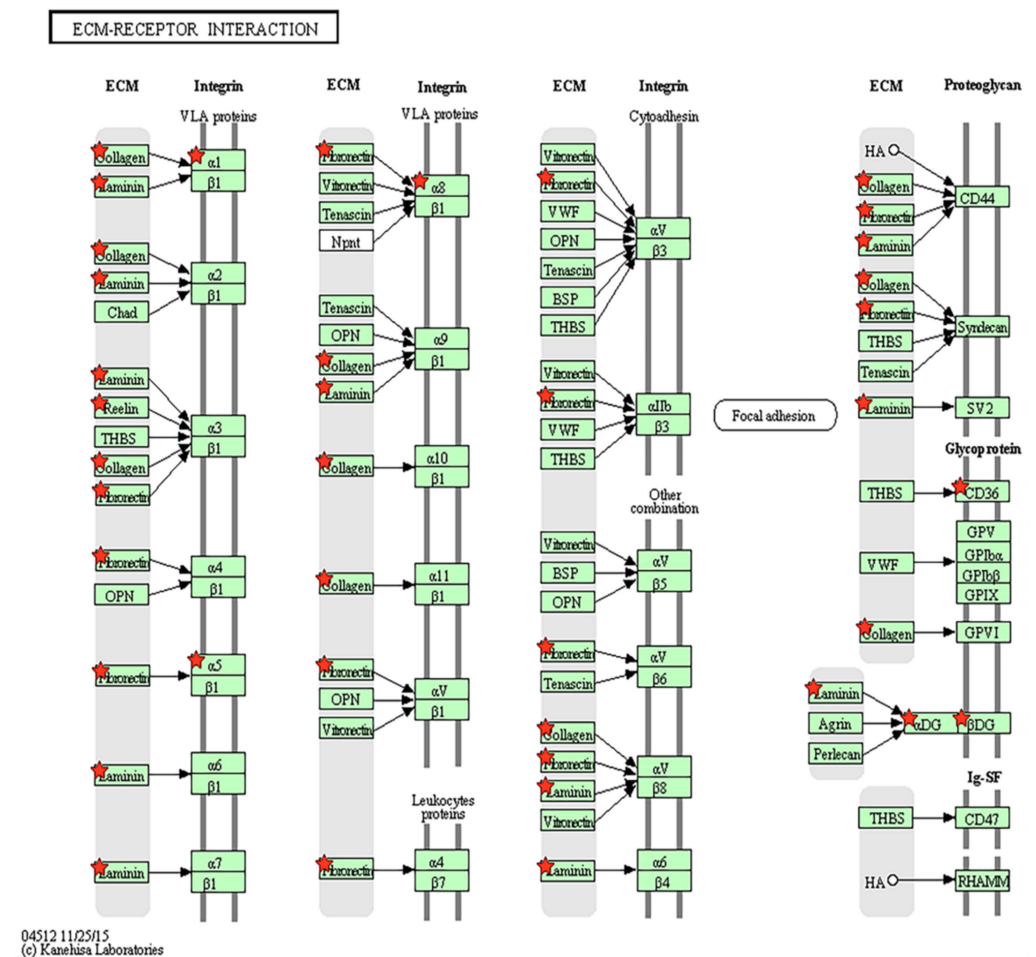 ECM-RECEPTOR INTERACTION
ECM
Integrin
VLA proteins
Collagen
Laminin
α1
β1
Collagen
Laminin
Chad
α2
β1
Laminin
Reelin
THBS
Collagen
Fibronectin
α3
β1
Fibronectin
OPN
α4
β1
Fibronectin
α5
β1
Laminin
α6
β1
Laminin
α7
β1
ECM
Integrin
VLA proteins
Fibronectin
Vitronectin
Tenascin
Npnt
α8
β1
Tenascin
OPN
Collagen
Laminin
α9
β1
Collagen
α10
β1
Collagen
α11
β1
Fibronectin
OPN
Vitronectin
αV
β1
Leukocytes
proteins
Fibronectin
α4
β7
ECM
Integrin
Cytoadhesin
Vitronectin
Fibronectin
VWF
OPN
Tenascin
BSP
THBS
αV
β3
Vitronectin
Fibronectin
VWF
THBS
αIIb
β3
Other
combination
Vitronectin
BSP
OPN
αV
β5
Fibronectin
Tenascin
αV
β6
Collagen
Fibronectin
Laminin
Vitronectin
αV
β8
Laminin
α6
β4
Focal adhesion
ECM
Proteoglycan
HA
Collagen
Fibronectin
Laminin
CD44
Collagen
Fibronectin
THBS
Tenascin
Syndecan
Laminin
SV2
Glycoprotein
THBS
CD36
VWF
GPV
GPIbα
GPIbβ
GPIX
Collagen
GPVI
Laminin
Agrin
Perlecan
αDG
βDG
Ig-SF
THBS
CD47
HA
RHAMM
04512 11/25/15
(c) Kanehisa Laboratories